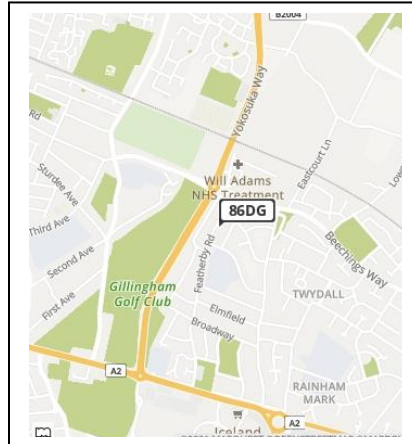 B2004
Yokosuka Way
Rd
Eastcourt Ln
Will Adams
NHS Treatment
Sturdee Ave
86DG
Third Ave
Featherby Rd
Beechings Way
Second Ave
Gillingham
Golf Club
First Ave
TWYDALL
Elmfield
Broadway
A2
RAINHAM
MARK
Iceland
A2